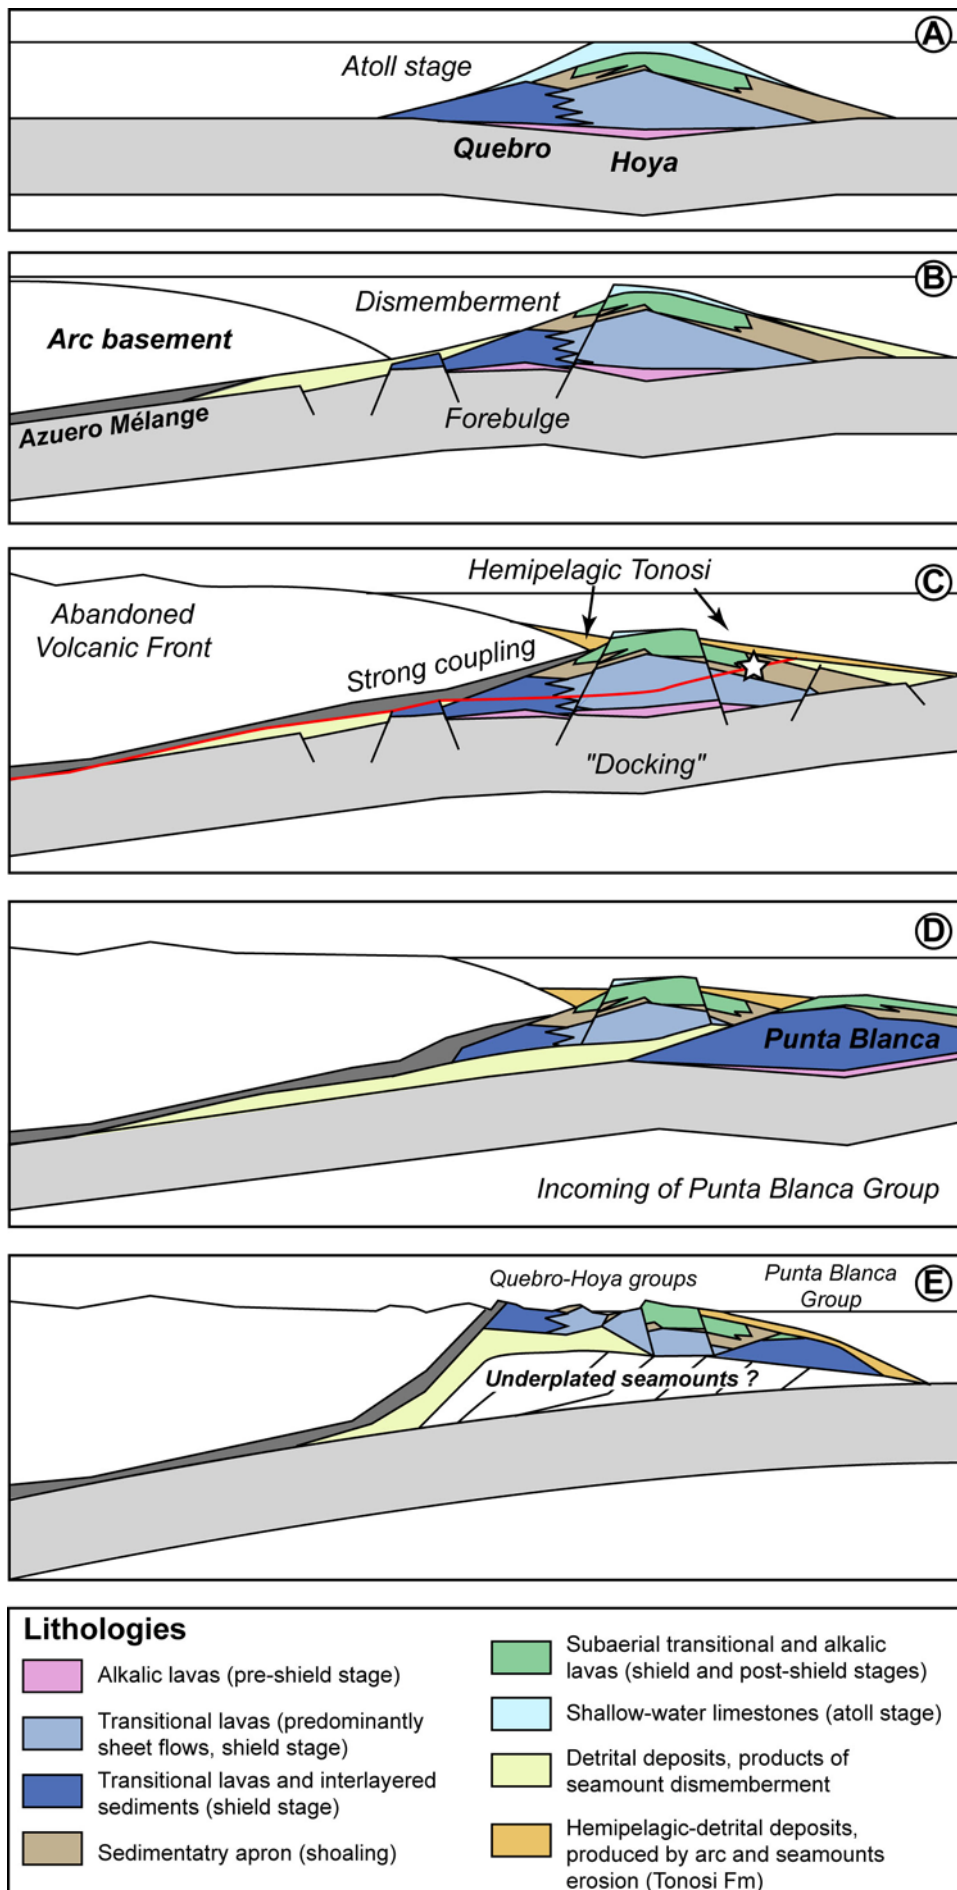 A
Atoll stage
Quebro
Hoya
B
Dismemberment
Arc basement
Forebulge
Azuero Mélange
C
Hemipelagic Tonosi
Abandoned
Volcanic Front
Strong coupling
"Docking"
D
Punta Blanca
Incoming of Punta Blanca Group
E
Quebro-Hoya groups
Punta Blanca
Group
Underplated seamounts ?
Lithologies
Alkalic lavas (pre-shield stage)
Transitional lavas (predominantly
sheet flows, shield stage)
Transitional lavas and interlayered
sediments (shield stage)
Sedimentatry apron (shoaling)
Subaerial transitional and alkalic
lavas (shield and post-shield stages)
Shallow-water limestones (atoll stage)
Detrital deposits, products of
seamount dismemberment
Hemipelagic-detrital deposits,
produced by arc and seamounts
erosion (Tonosi Fm)